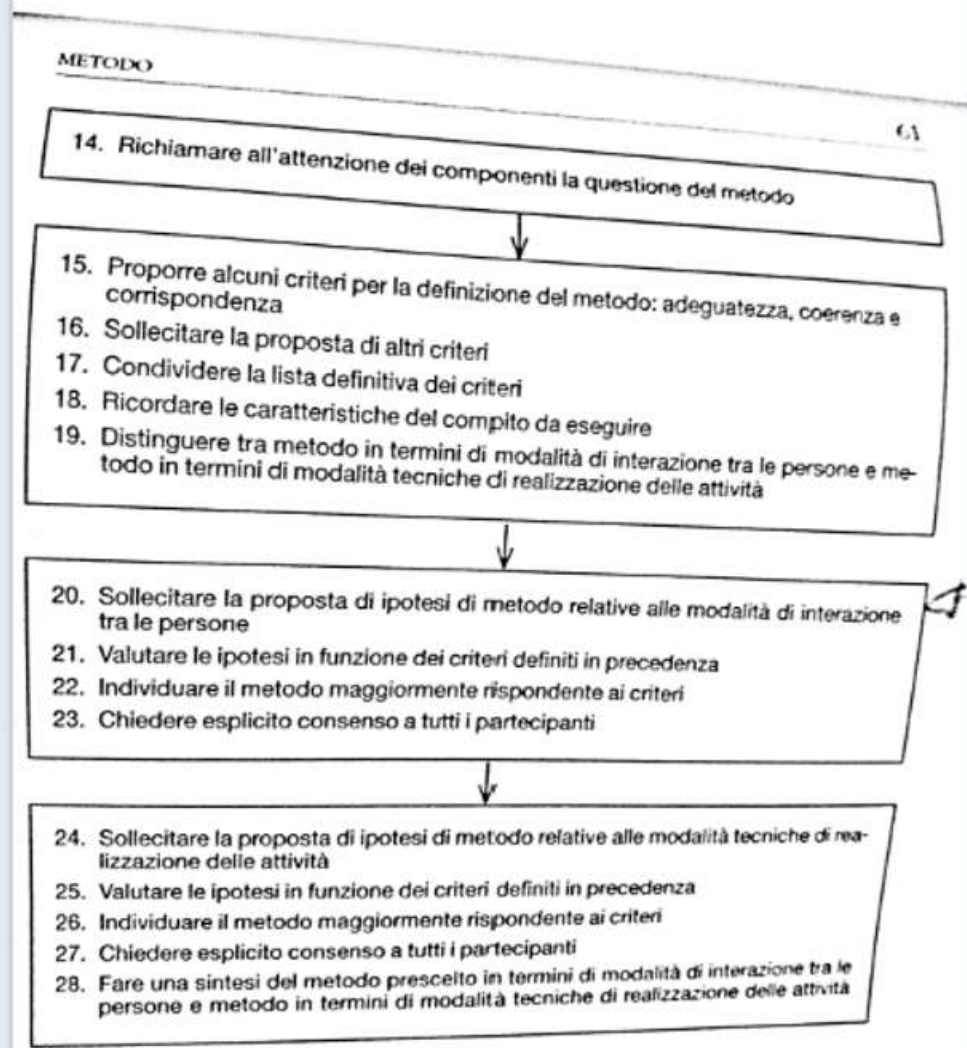 METODO
61
14. Richiamare all'attenzione dei componenti la questione del metodo
15. Proporre alcuni criteri per la definizione del metodo: adeguatezza, coerenza e
corrispondenza
16. Sollecitare la proposta di altri criteri
17. Condividere la lista definitiva dei criteri
18. Ricordare le caratteristiche del compito da eseguire
19. Distinguere tra metodo in termini di modalità di interazione tra le persone e me-
todo in termini di modalità tecniche di realizzazione delle attività
20. Sollecitare la proposta di ipotesi di metodo relative alle modalità di interazione
tra le persone
21. Valutare le ipotesi in funzione dei criteri definiti in precedenza
22. Individuare il metodo maggiormente rispondente ai criteri
23. Chiedere esplicito consenso a tutti i partecipanti
24. Sollecitare la proposta di ipotesi di metodo relative alle modalità tecniche di rea-
lizzazione delle attività
25. Valutare le ipotesi in funzione dei criteri definiti in precedenza
26. Individuare il metodo maggiormente rispondente ai criteri
27. Chiedere esplicito consenso a tutti i partecipanti
28. Fare una sintesi del metodo prescelto in termini di modalità di interazione tra le
persone e metodo in termini di modalità tecniche di realizzazione delle attività